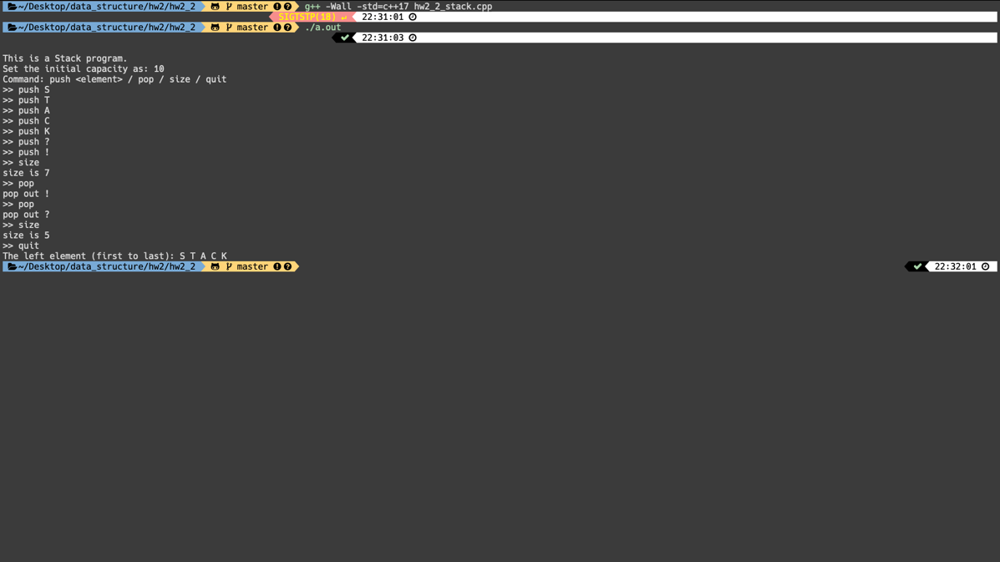 ~/Desktop/data_structure/hw2/hw2_2 master g++ -Wall -std=c++17 hw2_2_stack.cpp
SIGTSTP(18) ↵ 22:31:01
~/Desktop/data_structure/hw2/hw2_2 master ./a.out
✔ 22:31:03
This is a Stack program.
Set the initial capacity as: 10
Command: push <element> / pop / size / quit
>> push S
>> push T
>> push A
>> push C
>> push K
>> push ?
>> push !
>> size
size is 7
>> pop
pop out !
>> pop
pop out ?
>> size
size is 5
>> quit
The left element (first to last): S T A C K
~/Desktop/data_structure/hw2/hw2_2 master ✔ 22:32:01